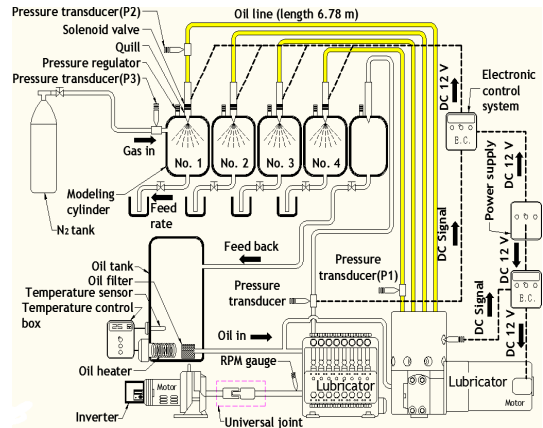 Pressure transducer(P2)
Oil line (length 6.78 m)
Solenoid valve
Quill
Pressure regulator
Pressure transducer(P3)
Electronic
control
system
DC 12 V
B.C.
DC 12 V
Gas in
No. 1
No. 2
No. 3
No. 4
Modeling
cylinder
Feed
rate
N2 tank
Power supply
DC 12 V
DC Signal
Feed back
Oil tank
Oil filter
Temperature sensor
Temperature control
box
Pressure
transducer(P1)
Pressure
transducer
B.C.
DC Signal
DC 12 V
Oil in
Oil heater
RPM gauge
Lubricator
Lubricator
Motor
Motor
Inverter
Universal joint